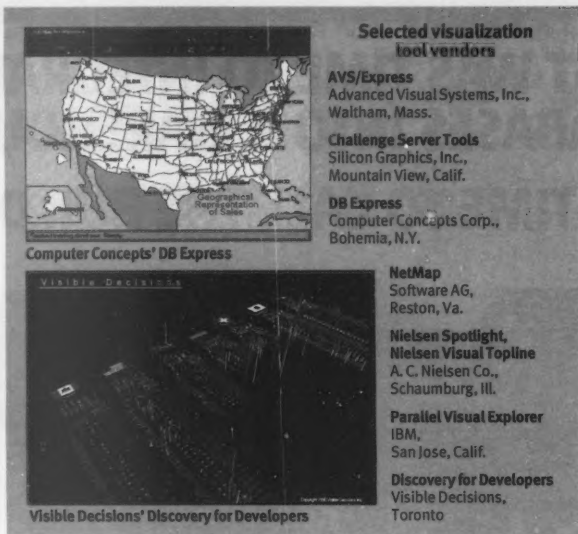 Selected visualization
tool vendors
AVS/Express
Advanced Visual Systems, Inc.,
Waltham, Mass.
Challenge Server Tools
Silicon Graphics, Inc.,
Mountain View, Calif.
DB Express
Computer Concepts Corp.,
Bohemia, N.Y.
Geographical
Representation
of Sales
Computer Concepts' DB Express
NetMap
Software AG,
Reston, Va.
Nielsen Spotlight,
Nielsen Visual Topline
A. C. Nielsen Co.,
Schaumburg, Ill.
Parallel Visual Explorer
IBM,
San Jose, Calif.
Discovery for Developers
Visible Decisions,
Toronto
Visible Decisions
Visible Decisions' Discovery for Developers